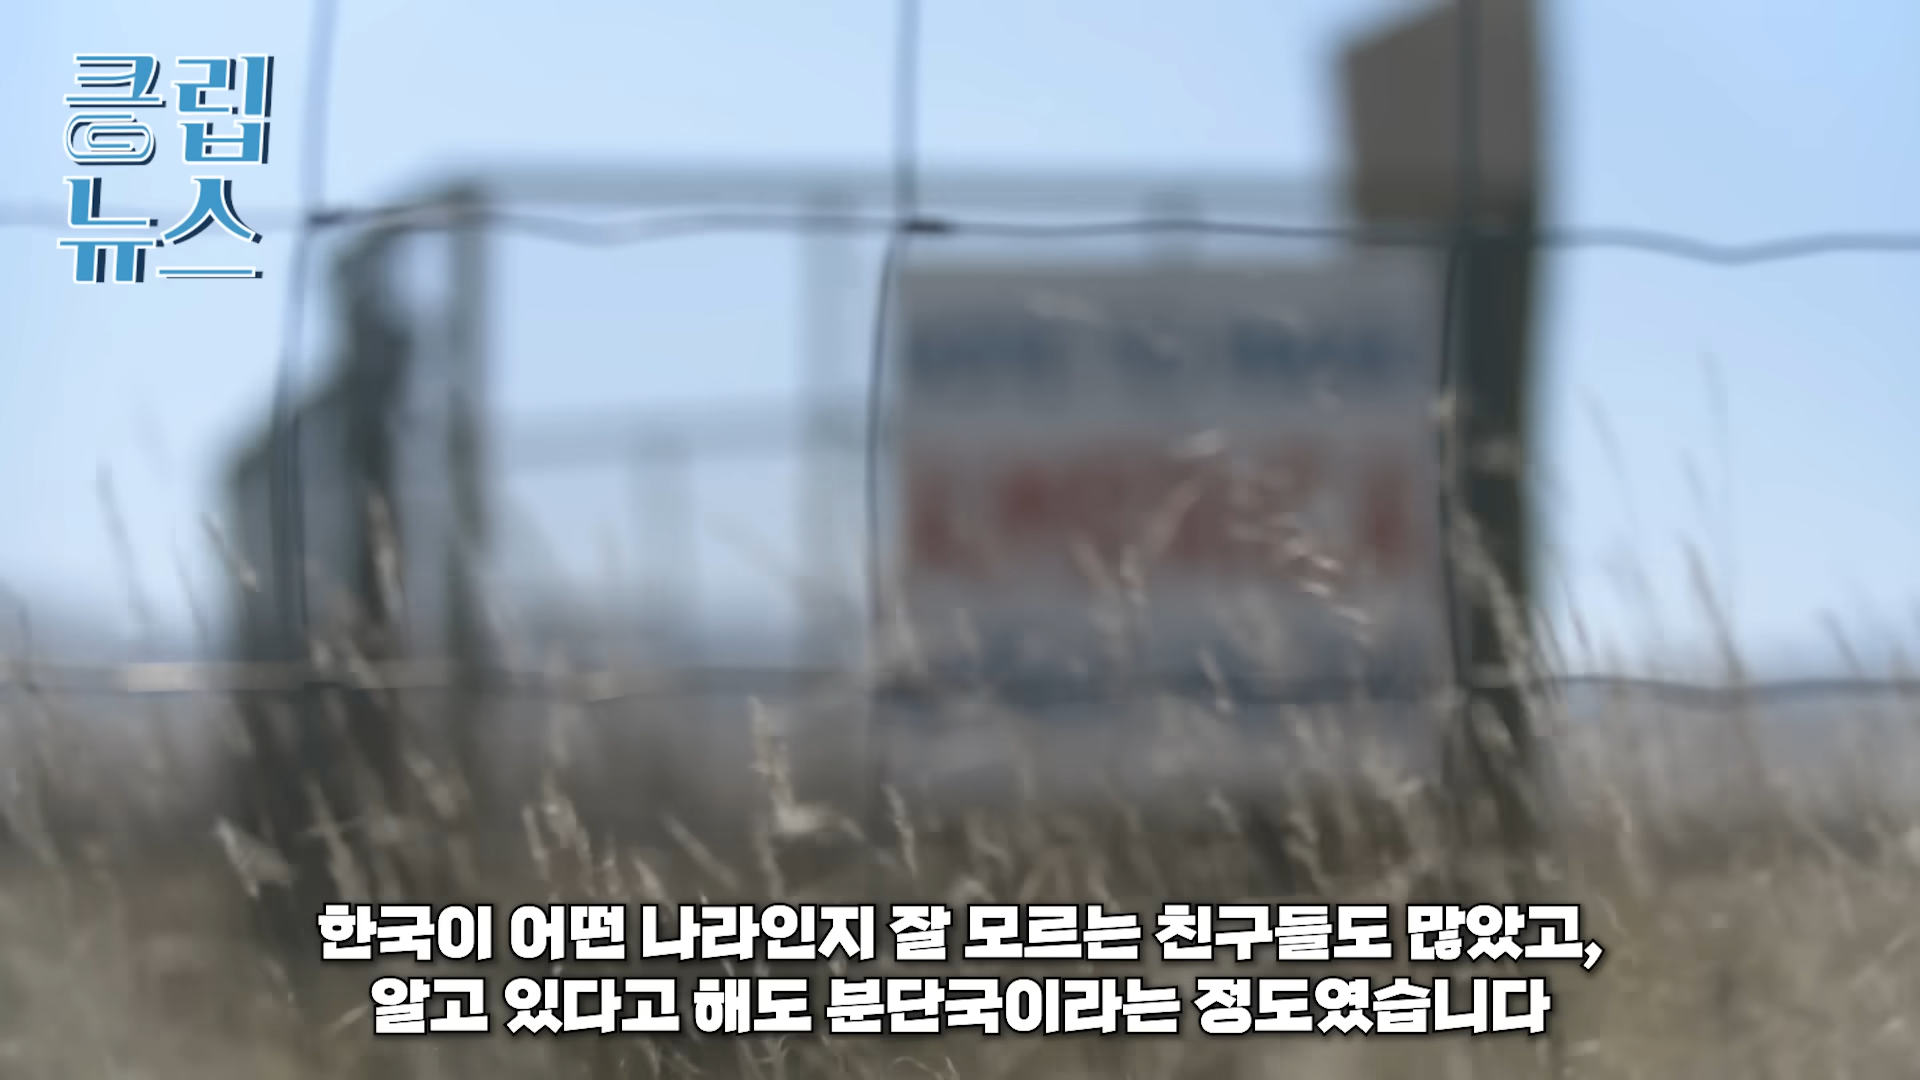 클립
뉴스
한국이 어떤 나라인지 잘 모르는 친구들도 많았고,
알고 있다고 해도 분단국이라는 정도였습니다